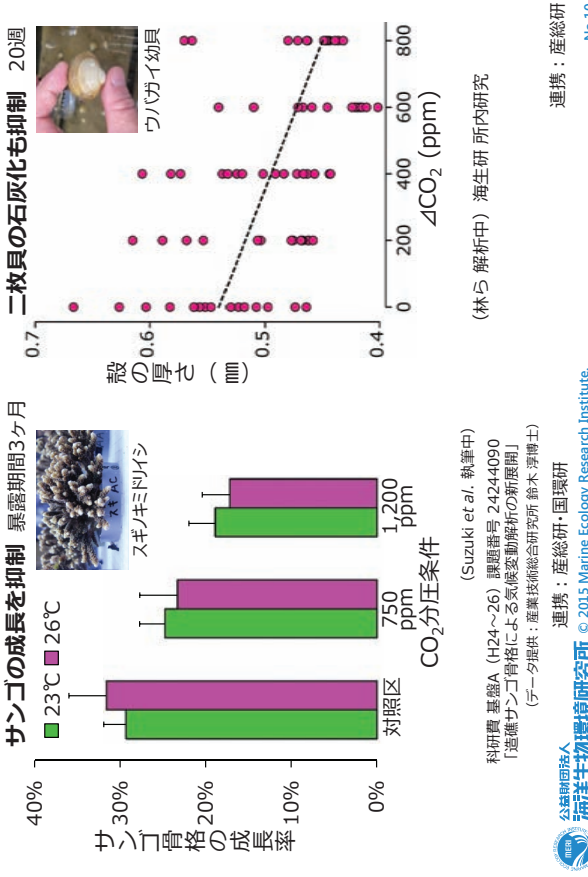 サンゴの成長を抑制 暴露期間3ヶ月
23℃ 26℃
スギノキミドリイシ
スギ AC
サンゴ骨格の成長率
40%
30%
20%
10%
0%
対照区
750 ppm
1,200 ppm
CO₂分圧条件
(Suzuki et al. 執筆中)
科研費 基盤A(H24~26)課題番号 24244090
「造礁サンゴ骨格による気候変動解析の新展開」
(データ提供:産業技術総合研究所 鈴木 淳博士)
連携:産総研・国環研
二枚貝の石灰化も抑制 20週
ウバガイ幼貝
殻の厚さ(㎜)
0.7
0.6
0.5
0.4
0
200
400
600
800
⊿CO₂ (ppm)
(林ら 解析中) 海生研 所内研究
連携:産総研
MERI
公益財団法人
海洋生物環境研究所 © 2015 Marine Ecology Research Institute.